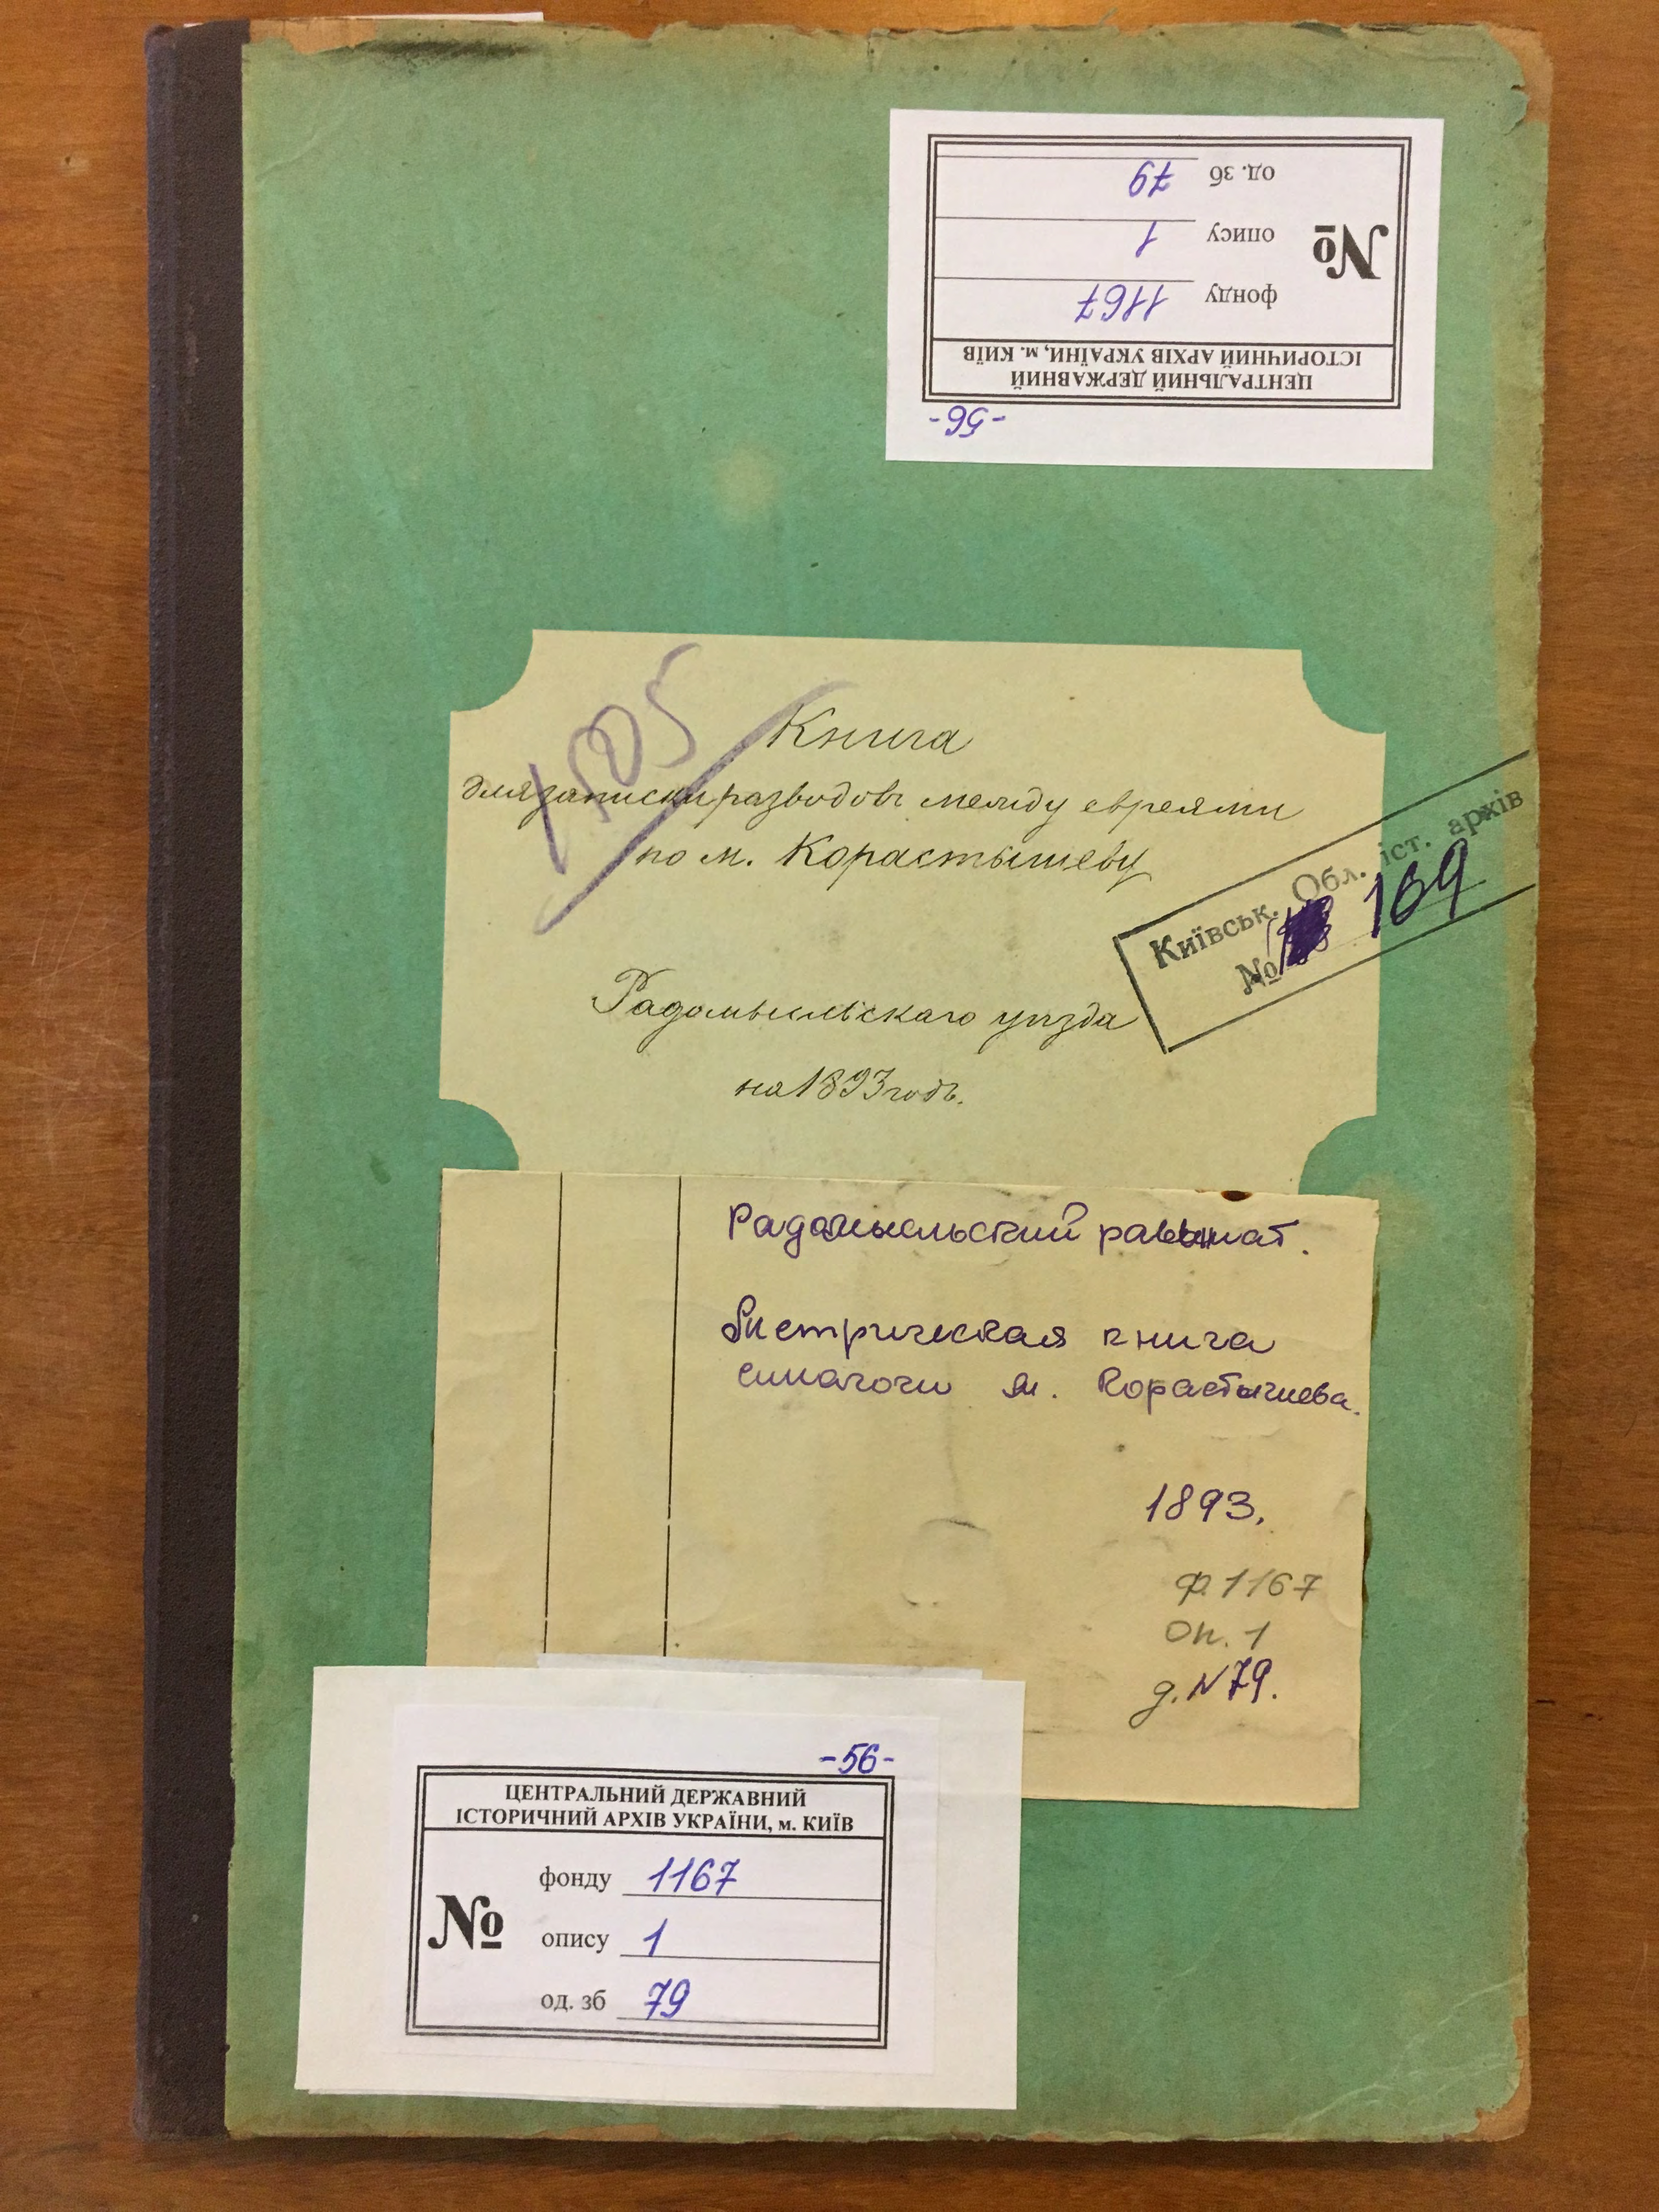 од. зб 79
опису 1
фонду 1167
№
ЦЕНТРАЛЬНИЙ ДЕРЖАВНИЙ
ІСТОРИЧНИЙ АРХІВ УКРАЇНИ, м. КИЇВ
-56-
Книга
для записки разводовъ между евреями
по м. Корастышеву
Київськ. Обл. іст. архів
№ 169
Радомысльскаго уѣзда
на 1893 годъ.
Радомысльский раввинат.
Метрическая книга
синагоги м. Корастышева.
1893.
ф. 1167
оп. 1
д. N 79.
-56-
ЦЕНТРАЛЬНИЙ ДЕРЖАВНИЙ
ІСТОРИЧНИЙ АРХІВ УКРАЇНИ, м. КИЇВ
№
фонду 1167
опису 1
од. зб 79